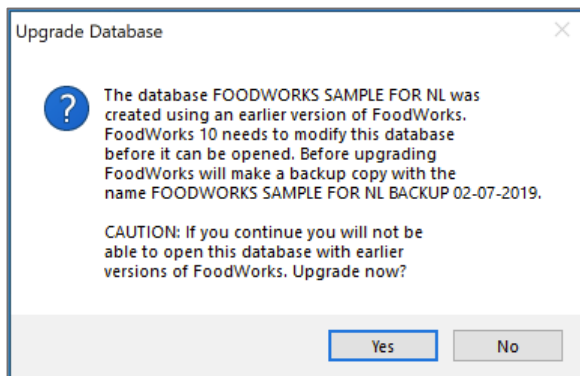 Upgrade Database
The database FOODWORKS SAMPLE FOR NL was
created using an earlier version of FoodWorks.
FoodWorks 10 needs to modify this database
before it can be opened. Before upgrading
FoodWorks will make a backup copy with the
name FOODWORKS SAMPLE FOR NL BACKUP 02-07-2019.
CAUTION: If you continue you will not be
able to open this database with earlier
versions of FoodWorks. Upgrade now?
Yes No